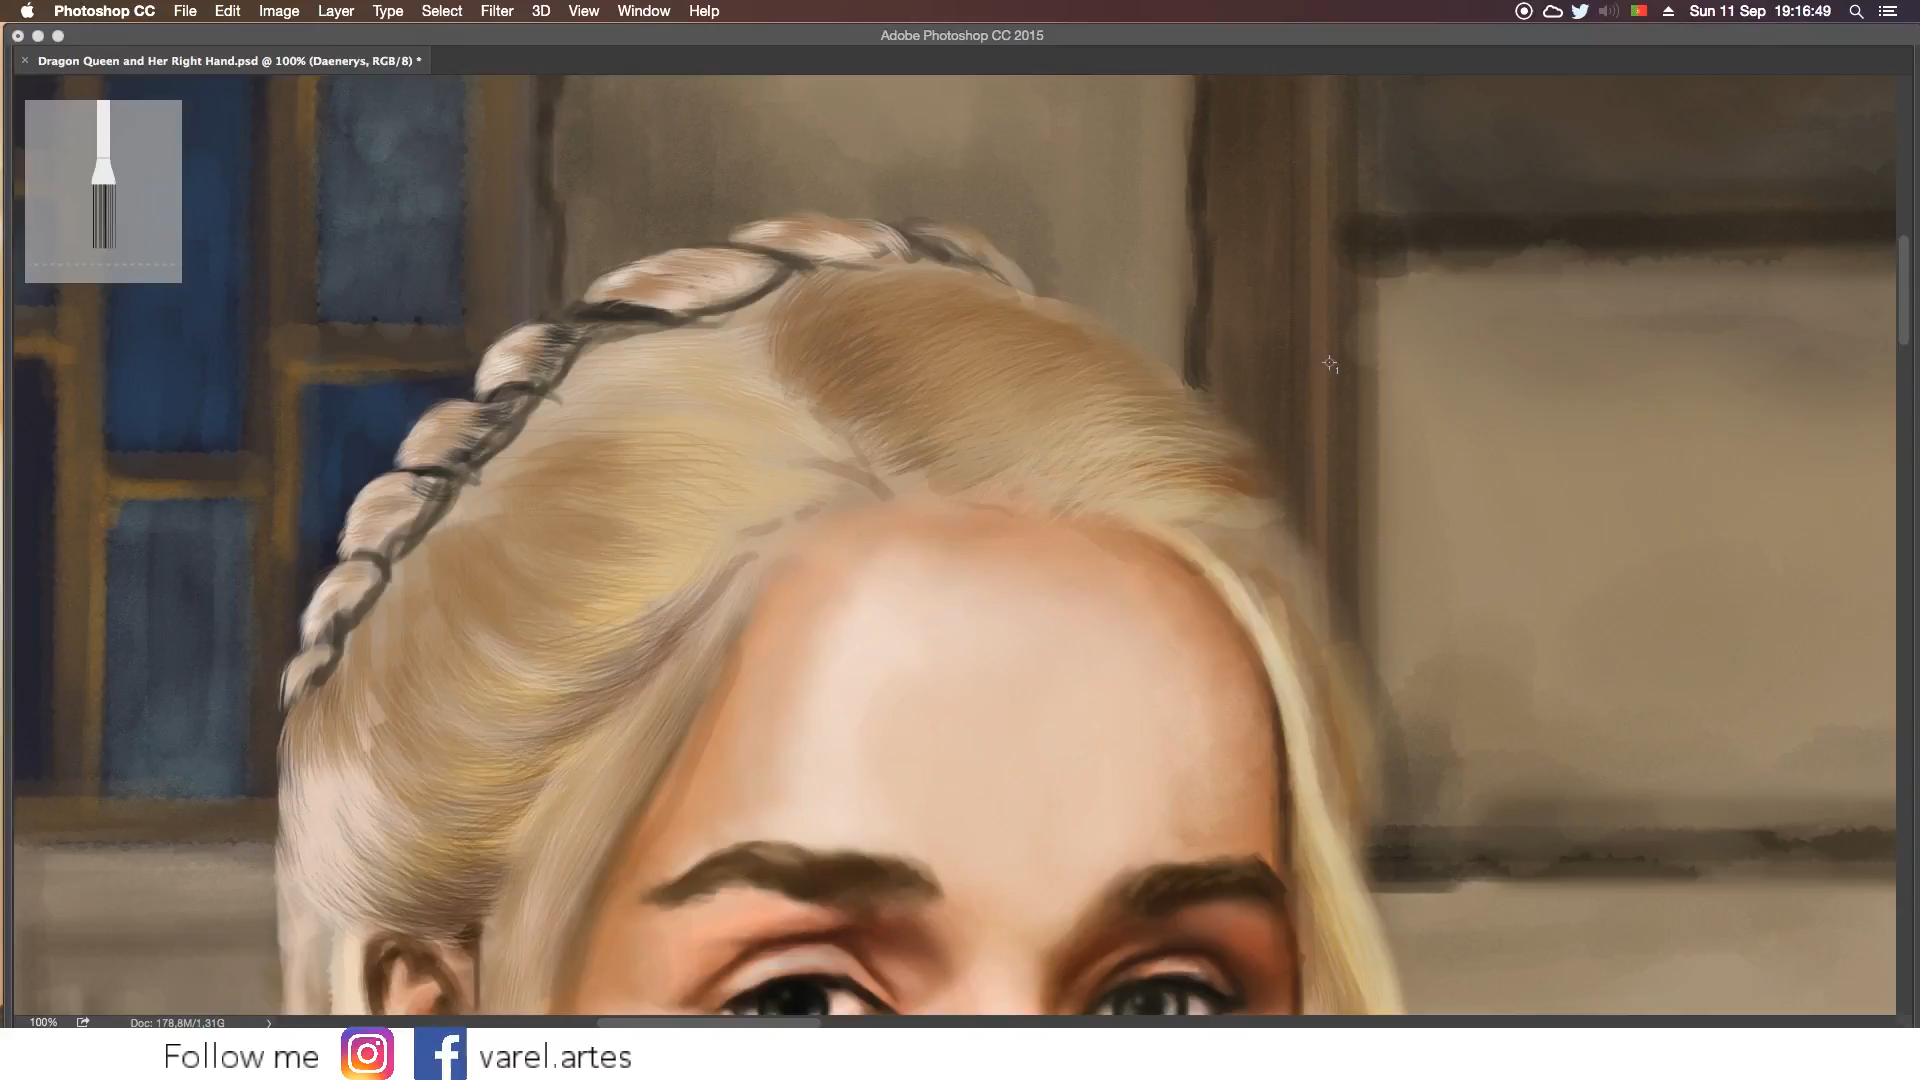 Photoshop CC File Edit Image Layer Type Select Filter 3D View Window Help Sun 11 Sep 19:16:49
Adobe Photoshop CC 2015
× Dragon Queen and Her Right Hand.psd @ 100% (Daenerys, RGB/8) *
1
100% Doc: 178,8M/1,31G
Follow me varel.artes